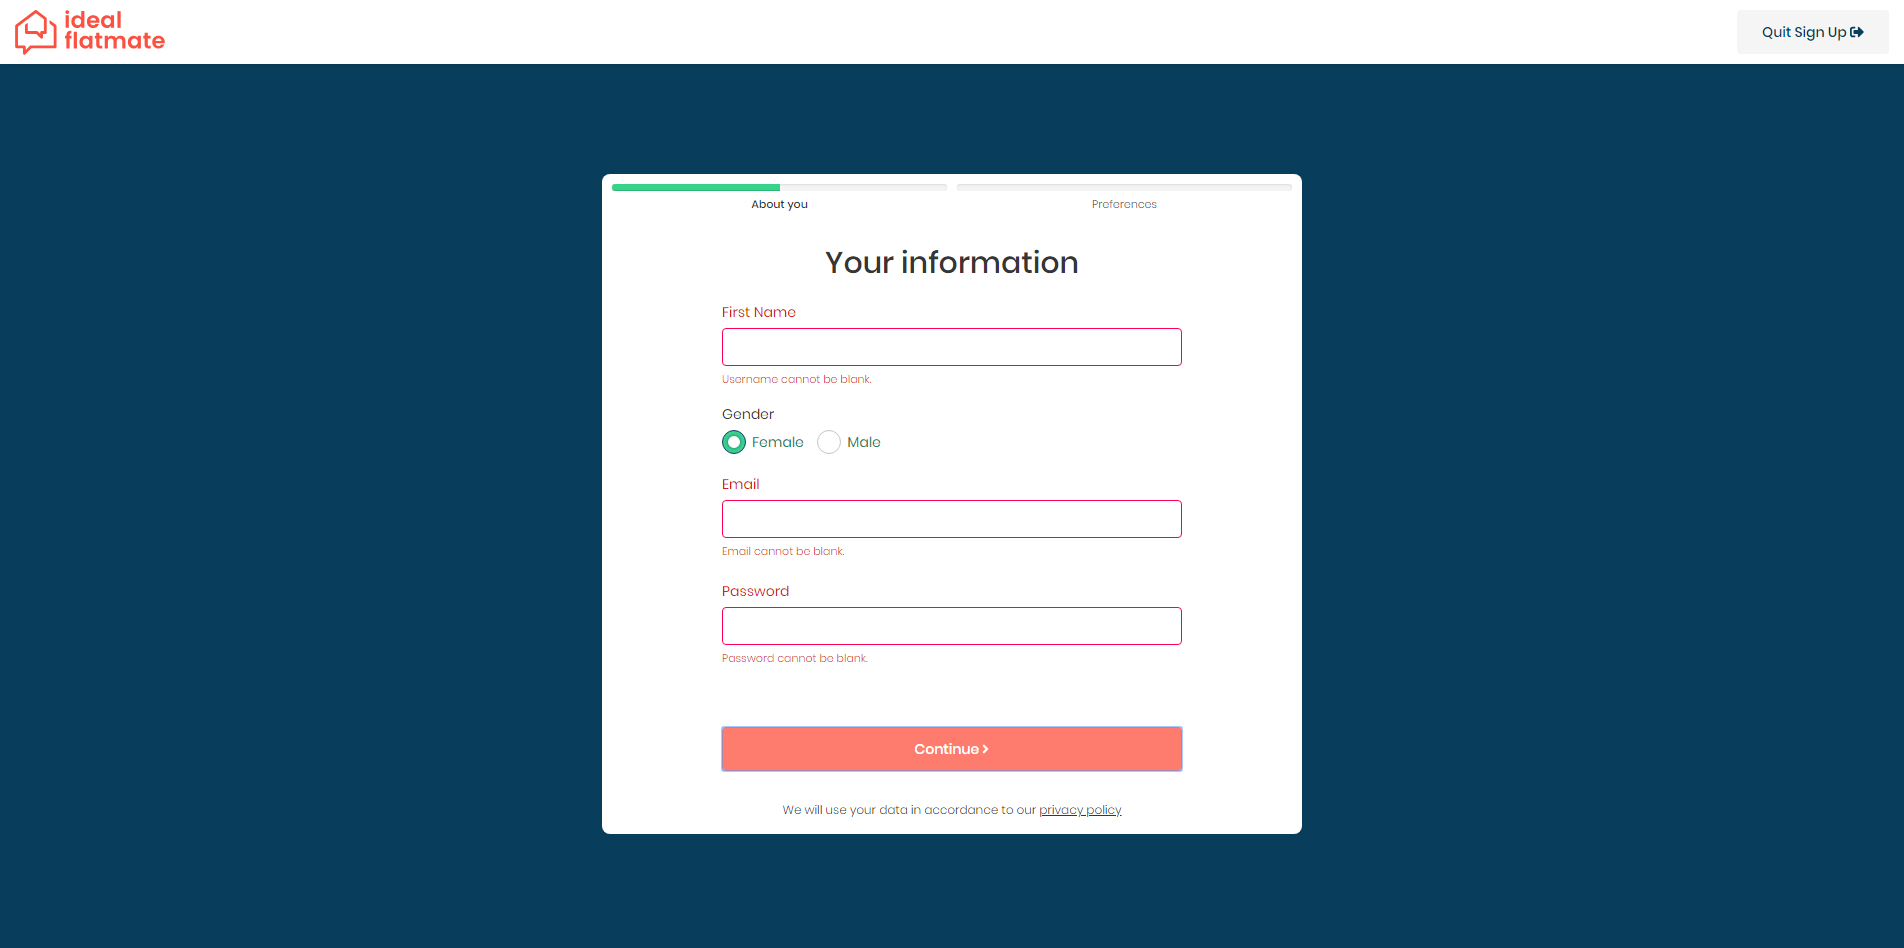 ideal
flatmate
Quit Sign Up
About you
Preferences
Your information
First Name
Username cannot be blank.
Gender
Female Male
Email
Email cannot be blank.
Password
Password cannot be blank.
Continue
We will use your data in accordance to our privacy policy